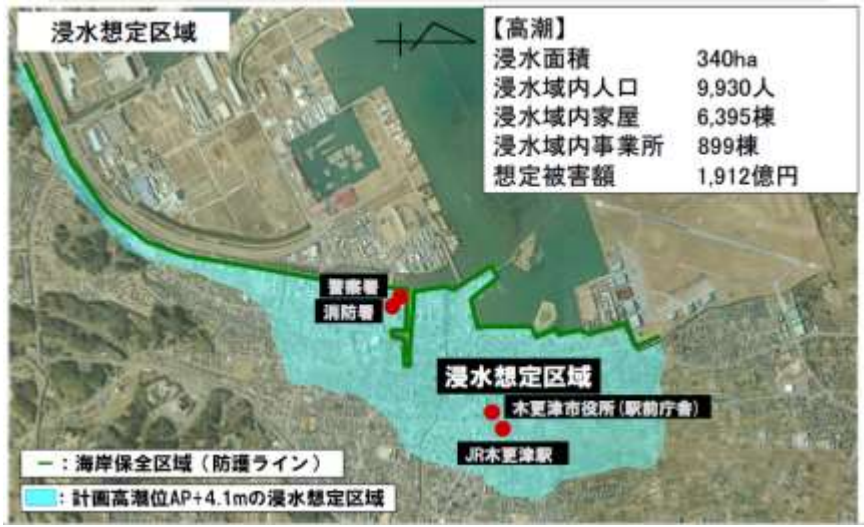 浸水想定区域
【高潮】
浸水面積 340ha
浸水域内人口 9,930人
浸水域内家屋 6,395棟
浸水域内事業所 899棟
想定被害額 1,912億円
警察署
消防署
浸水想定区域
木更津市役所(駅前庁舎)
JR木更津駅
ー:海岸保全区域(防護ライン)
:計画高潮位AP+4.1mの浸水想定区域